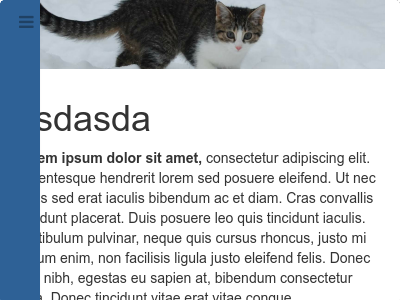 sdasda
em ipsum dolor sit amet, consectetur adipiscing elit.
entesque hendrerit lorem sed posuere eleifend. Ut nec
s sed erat iaculis bibendum ac et diam. Cras convallis
dunt placerat. Duis posuere leo quis tincidunt iaculis.
tibulum pulvinar, neque quis cursus rhoncus, justo mi
um enim, non facilisis ligula justo eleifend felis. Donec
nibh, egestas eu sapien at, bibendum consectetur
a. Donec tincidunt vitae erat vitae congue